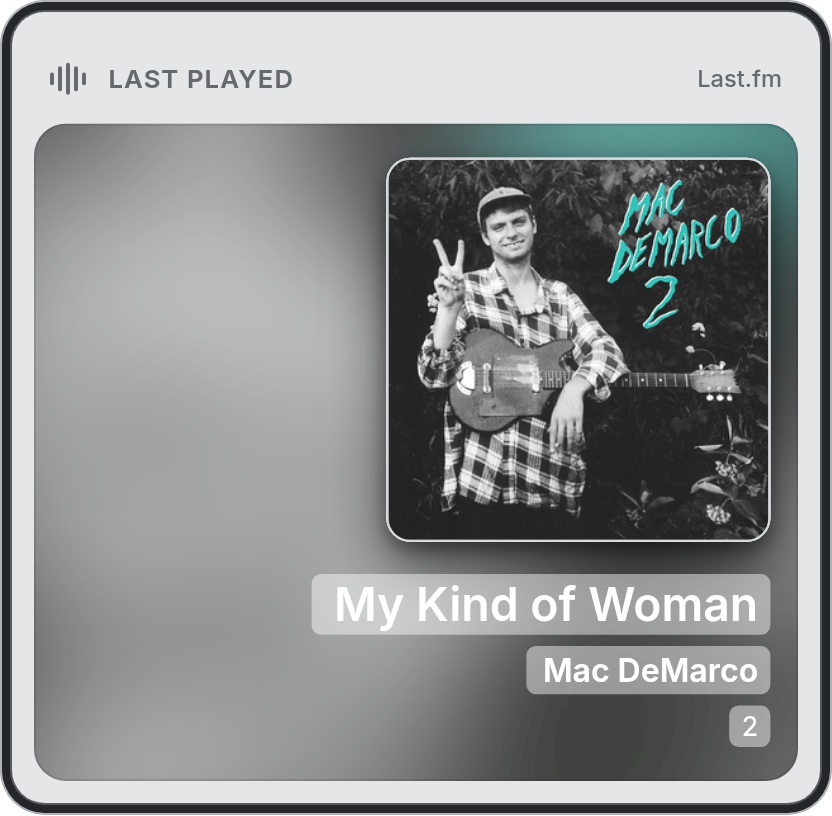 LAST PLAYED
Last.fm
MAC
DEMARCO
2
My Kind of Woman
Mac DeMarco
2